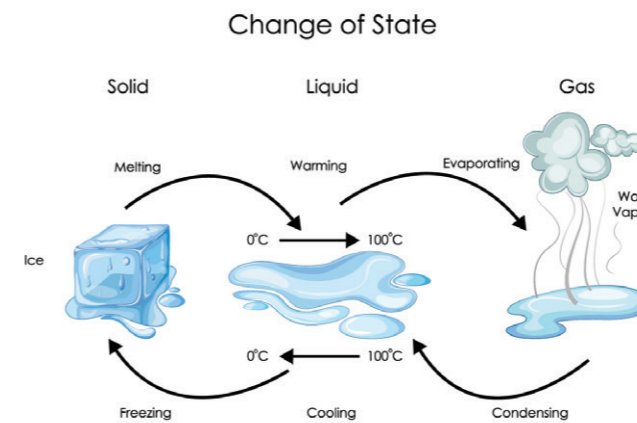 Change of State
Solid Liquid Gas
Melting Warming Evaporating
0°C 100°C
Ice
0°C 100°C
Freezing Cooling Condensing